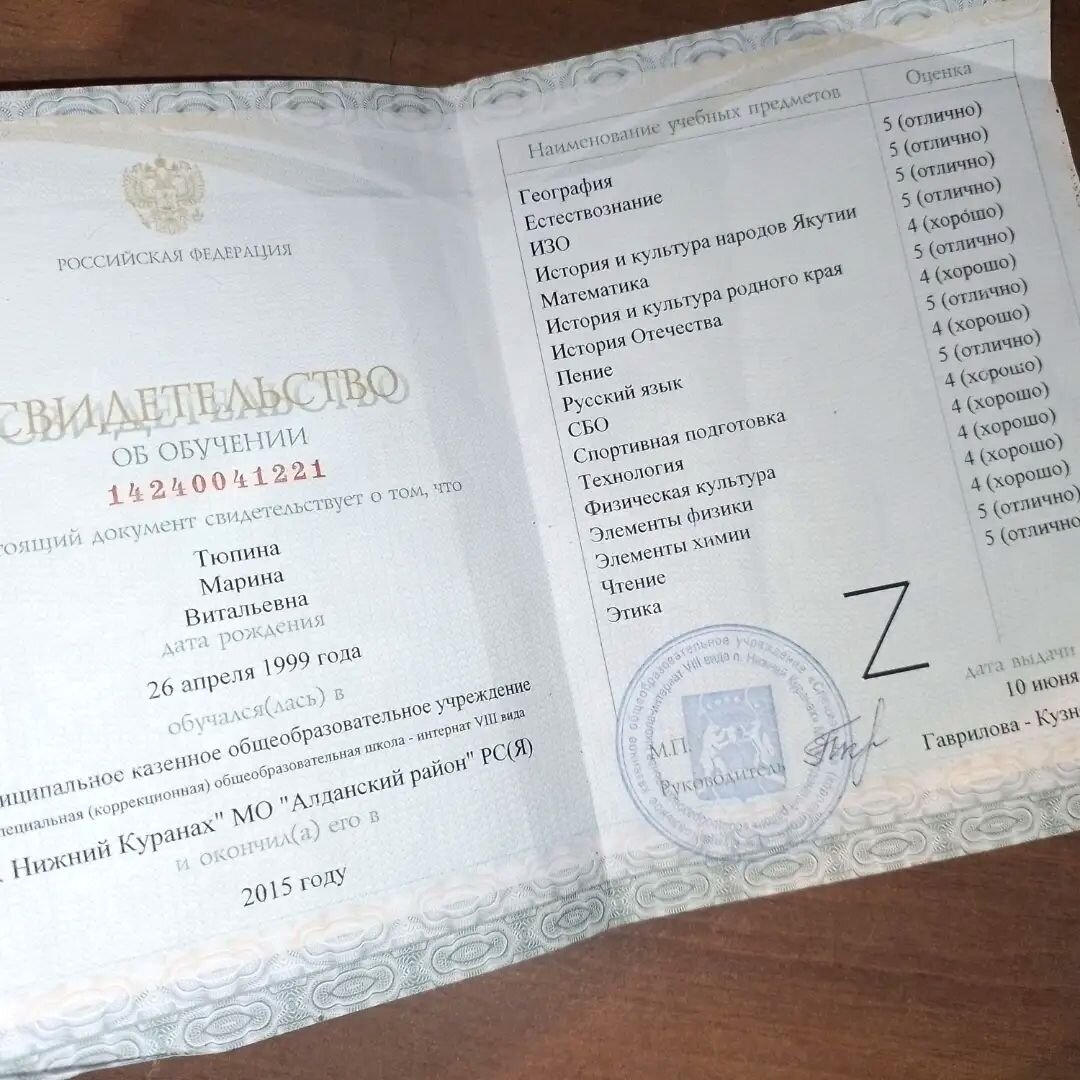 РОССИЙСКАЯ ФЕДЕРАЦИЯ
СВИДЕТЕЛЬСТВО
ОБ ОБУЧЕНИИ
14240041221
тоящий документ свидетельствует о том, что
Тюпина
Марина
Витальевна
дата рождения
26 апреля 1999 года
обучался(лась) в
иципальное казенное общеобразовательное учреждение
пециальная (коррекционная) общеобразовательная школа - интернат VIII вида
. Нижний Куранах" МО "Алданский район" РС(Я)
и окончил(а) его в
2015 году
Наименование учебных предметов Оценка
География 5 (отлично)
Естествознание 5 (отлично)
ИЗО 5 (отлично)
История и культура народов Якутии 5 (отлично)
Математика 4 (хорошо)
История и культура родного края 5 (отлично)
История Отечества 4 (хорошо)
Пение 5 (отлично)
Русский язык 4 (хорошо)
СБО 5 (отлично)
Спортивная подготовка 4 (хорошо)
Технология 4 (хорошо)
Физическая культура 4 (хорошо)
Элементы физики 4 (хорошо)
Элементы химии 4 (хорошо)
Чтение 5 (отлично)
Этика 5 (отлично
Z
дата выдачи
10 июня
М.П.
Руководитель
Гаврилова - Кузн